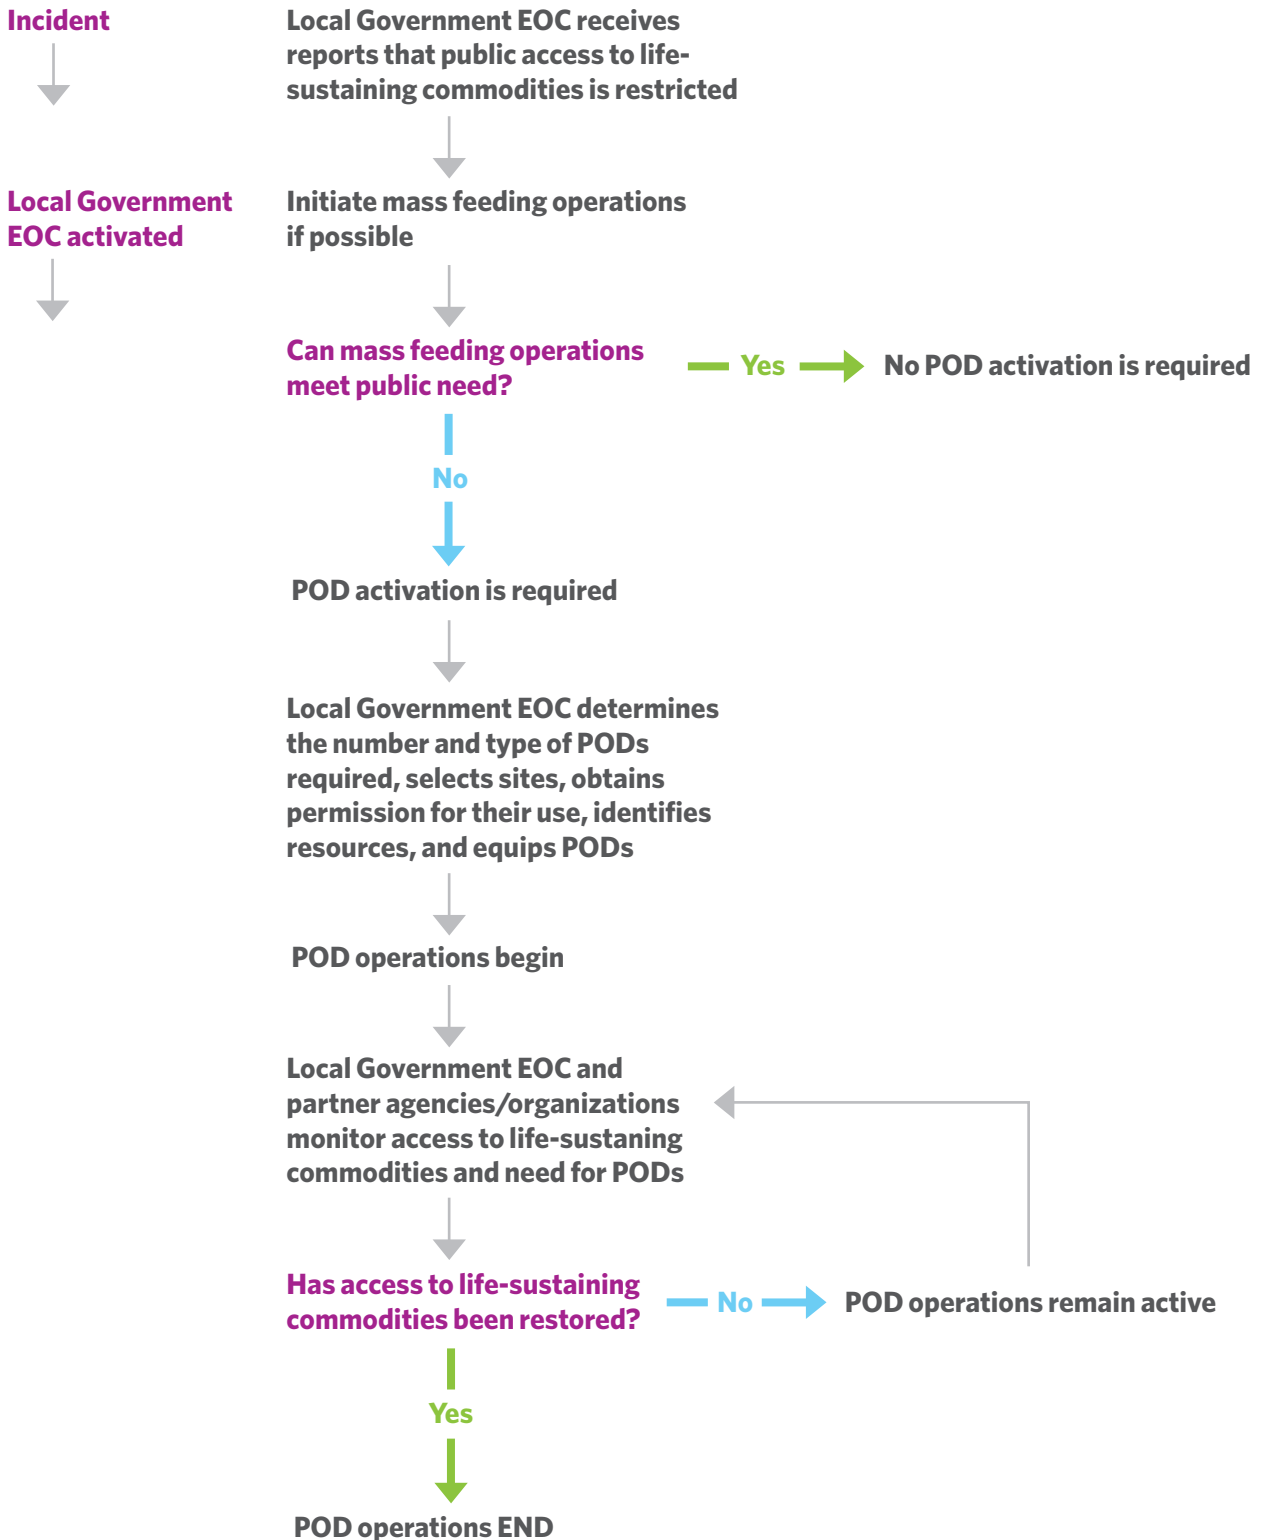 Incident
Local Government EOC receives
reports that public access to life-
sustaining commodities is restricted
Local Government
EOC activated
Initiate mass feeding operations
if possible
Can mass feeding operations
meet public need?
Yes
No POD activation is required
No
POD activation is required
Local Government EOC determines
the number and type of PODs
required, selects sites, obtains
permission for their use, identifies
resources, and equips PODs
POD operations begin
Local Government EOC and
partner agencies/organizations
monitor access to life-sustaning
commodities and need for PODs
Has access to life-sustaining
commodities been restored?
No
POD operations remain active
Yes
POD operations END